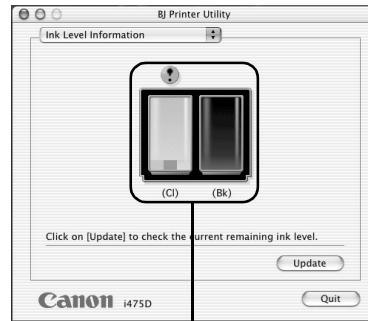 BJ Printer Utility
Ink Level Information
!
(Cl) (Bk)
Click on [Update] to check the current remaining ink level.
Update
Canon i475D Quit